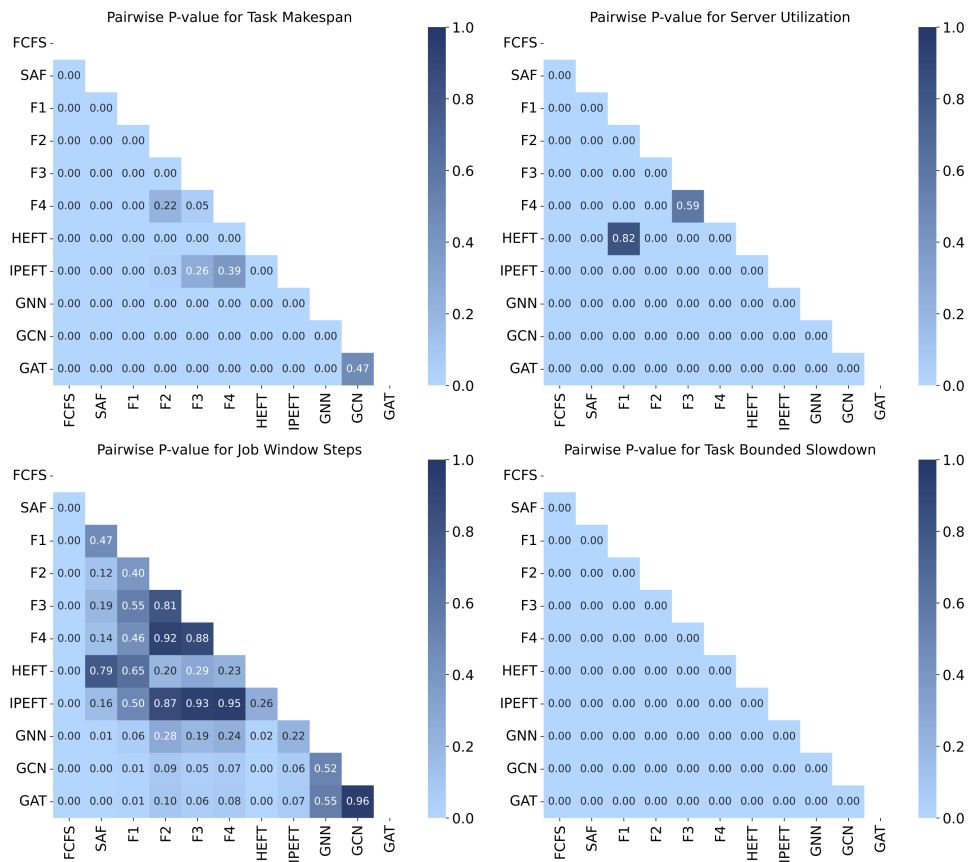 Pairwise P-value for Task Makespan
FCFS
SAF 0.00
F1 0.00 0.00
F2 0.00 0.00 0.00
F3 0.00 0.00 0.00 0.00
F4 0.00 0.00 0.00 0.22 0.05
HEFT 0.00 0.00 0.00 0.00 0.00 0.00
IPEFT 0.00 0.00 0.00 0.03 0.26 0.39 0.00
GNN 0.00 0.00 0.00 0.00 0.00 0.00 0.00 0.00
GCN 0.00 0.00 0.00 0.00 0.00 0.00 0.00 0.00 0.00
GAT 0.00 0.00 0.00 0.00 0.00 0.00 0.00 0.00 0.00 0.47
FCFS SAF F1 F2 F3 F4 HEFT IPEFT GNN GCN GAT
1.0
0.8
0.6
0.4
0.2
0.0
Pairwise P-value for Server Utilization
FCFS
SAF 0.00
F1 0.00 0.00
F2 0.00 0.00 0.00
F3 0.00 0.00 0.00 0.00
F4 0.00 0.00 0.00 0.00 0.59
HEFT 0.00 0.00 0.82 0.00 0.00 0.00
IPEFT 0.00 0.00 0.00 0.00 0.00 0.00 0.00
GNN 0.00 0.00 0.00 0.00 0.00 0.00 0.00 0.00
GCN 0.00 0.00 0.00 0.00 0.00 0.00 0.00 0.00 0.00
GAT 0.00 0.00 0.00 0.00 0.00 0.00 0.00 0.00 0.00 0.00
FCFS SAF F1 F2 F3 F4 HEFT IPEFT GNN GCN GAT
1.0
0.8
0.6
0.4
0.2
0.0
Pairwise P-value for Job Window Steps
FCFS
SAF 0.00
F1 0.00 0.47
F2 0.00 0.12 0.40
F3 0.00 0.19 0.55 0.81
F4 0.00 0.14 0.46 0.92 0.88
HEFT 0.00 0.79 0.65 0.20 0.29 0.23
IPEFT 0.00 0.16 0.50 0.87 0.93 0.95 0.26
GNN 0.00 0.01 0.06 0.28 0.19 0.24 0.02 0.22
GCN 0.00 0.00 0.01 0.09 0.05 0.07 0.00 0.06 0.52
GAT 0.00 0.00 0.01 0.10 0.06 0.08 0.00 0.07 0.55 0.96
FCFS SAF F1 F2 F3 F4 HEFT IPEFT GNN GCN GAT
1.0
0.8
0.6
0.4
0.2
0.0
Pairwise P-value for Task Bounded Slowdown
FCFS
SAF 0.00
F1 0.00 0.00
F2 0.00 0.00 0.00
F3 0.00 0.00 0.00 0.00
F4 0.00 0.00 0.00 0.00 0.00
HEFT 0.00 0.00 0.00 0.00 0.00 0.00
IPEFT 0.00 0.00 0.00 0.00 0.00 0.00 0.00
GNN 0.00 0.00 0.00 0.00 0.00 0.00 0.00 0.00
GCN 0.00 0.00 0.00 0.00 0.00 0.00 0.00 0.00 0.00
GAT 0.00 0.00 0.00 0.00 0.00 0.00 0.00 0.00 0.00 0.00
FCFS SAF F1 F2 F3 F4 HEFT IPEFT GNN GCN GAT
1.0
0.8
0.6
0.4
0.2
0.0